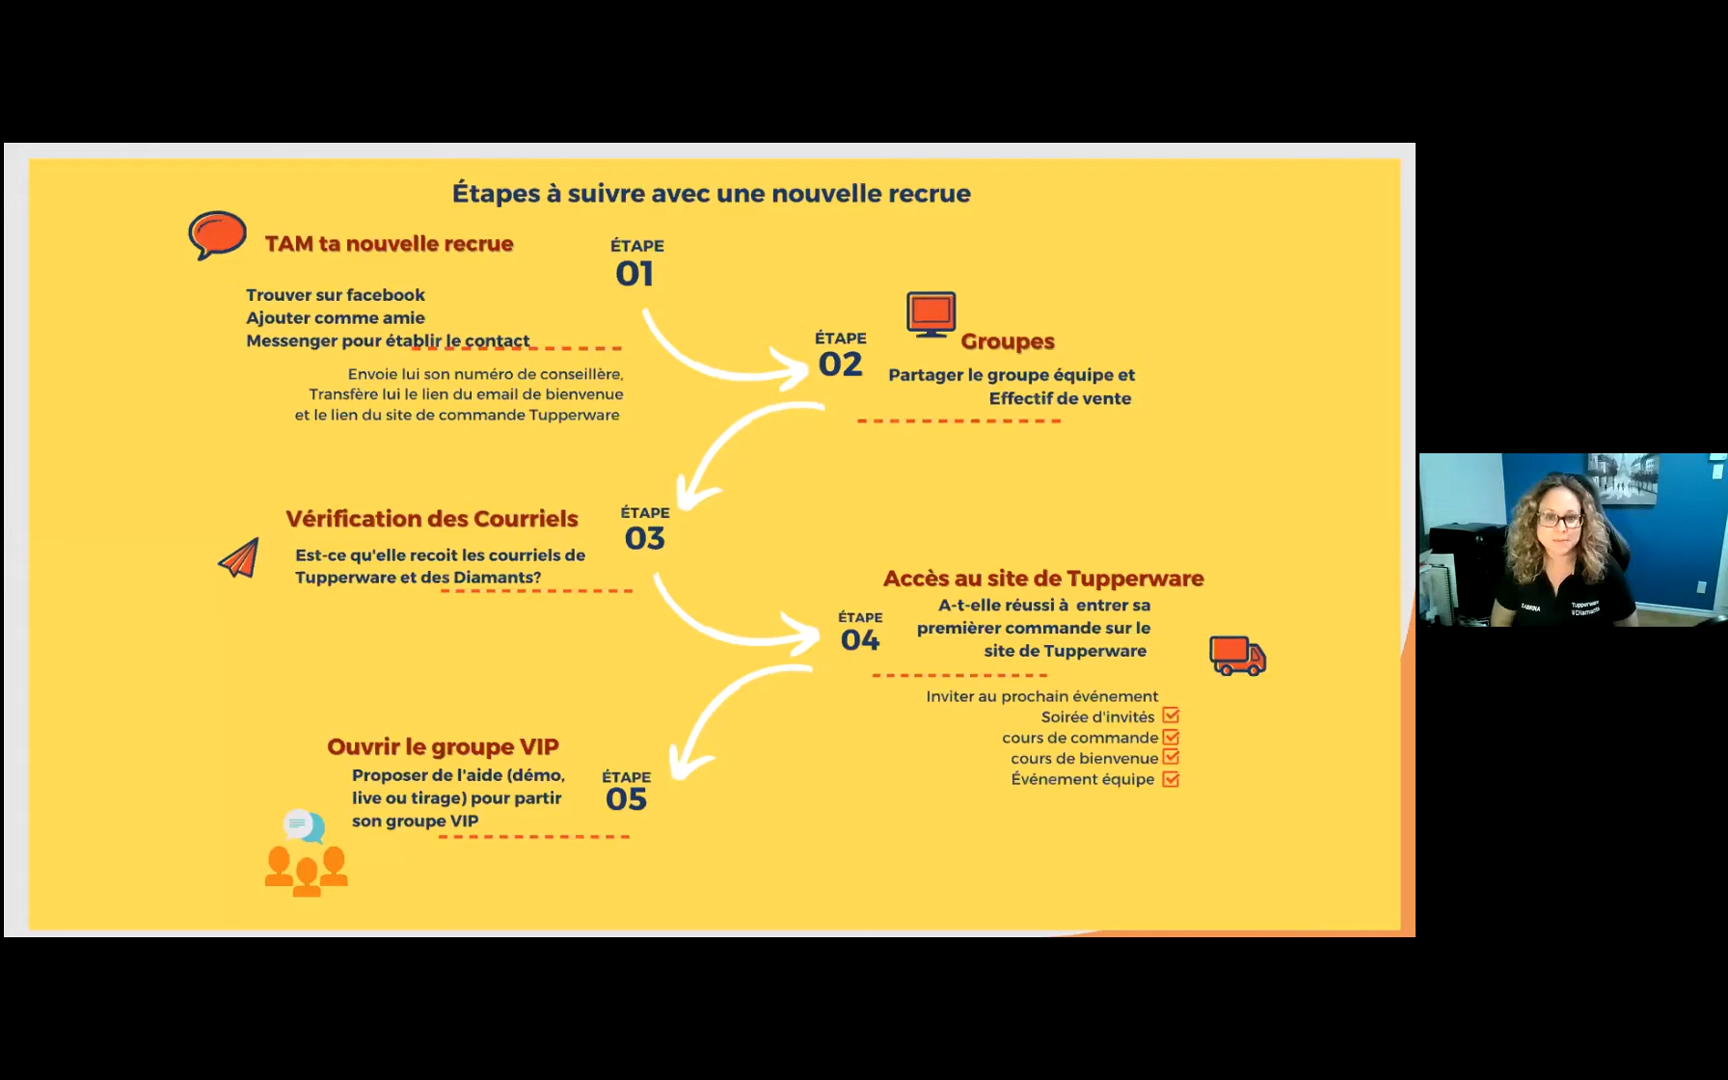 Étapes à suivre avec une nouvelle recrue
TAM ta nouvelle recrue
ÉTAPE
01
Trouver sur facebook
Ajouter comme amie
Messenger pour établir le contact
Envoie lui son numéro de conseillère,
Transfère lui le lien du email de bienvenue
et le lien du site de commande Tupperware
ÉTAPE
02
Groupes
Partager le groupe équipe et
Effectif de vente
Vérification des Courriels
ÉTAPE
03
Est-ce qu'elle recoit les courriels de
Tupperware et des Diamants?
Accès au site de Tupperware
ÉTAPE
04
A-t-elle réussi à entrer sa
premièrer commande sur le
site de Tupperware
Inviter au prochain événement
Soirée d'invités
cours de commande
cours de bienvenue
Événement équipe
Ouvrir le groupe VIP
ÉTAPE
05
Proposer de l'aide (démo,
live ou tirage) pour partir
son groupe VIP
SABRINA
Tupperware
#Diamants